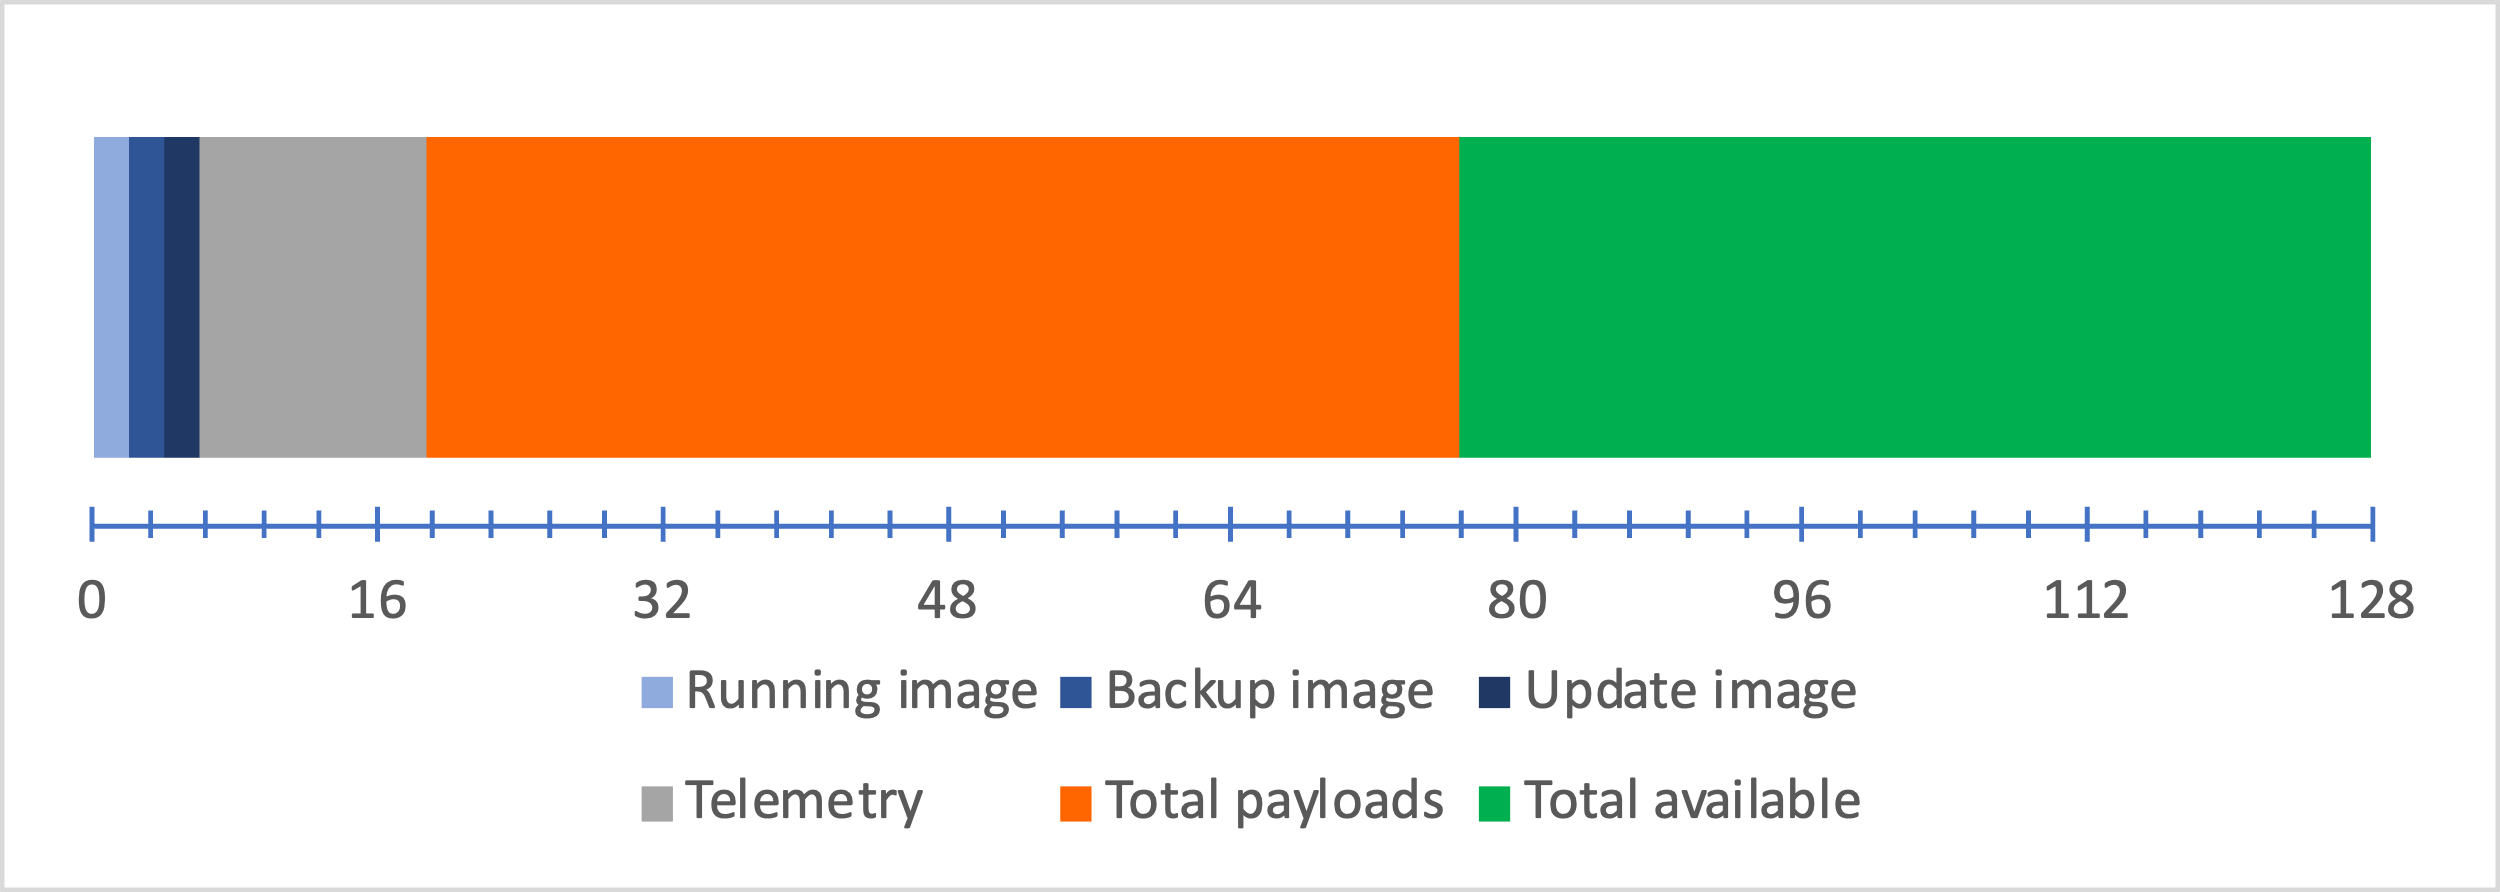 0 16 32 48 64 80 96 112 128
Running image Backup image Update image
Telemetry Total payloads Total available